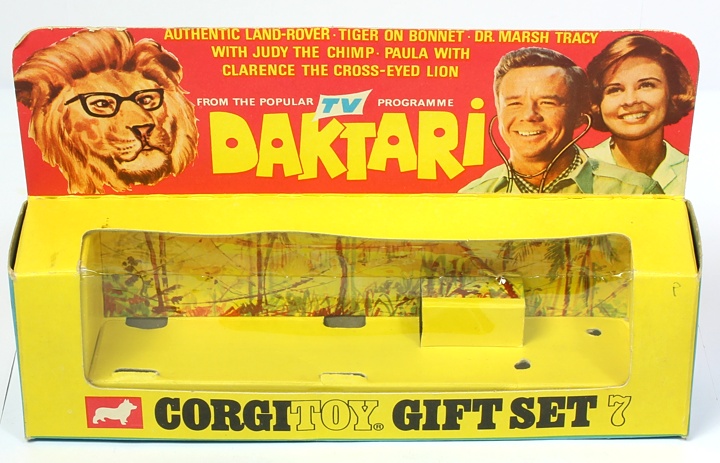 AUTHENTIC LAND-ROVER · TIGER ON BONNET · DR. MARSH TRACY
WITH JUDY THE CHIMP · PAULA WITH
CLARENCE THE CROSS-EYED LION
FROM THE POPULAR TV PROGRAMME
DAKTARI
CORGI TOY® GIFT SET 7